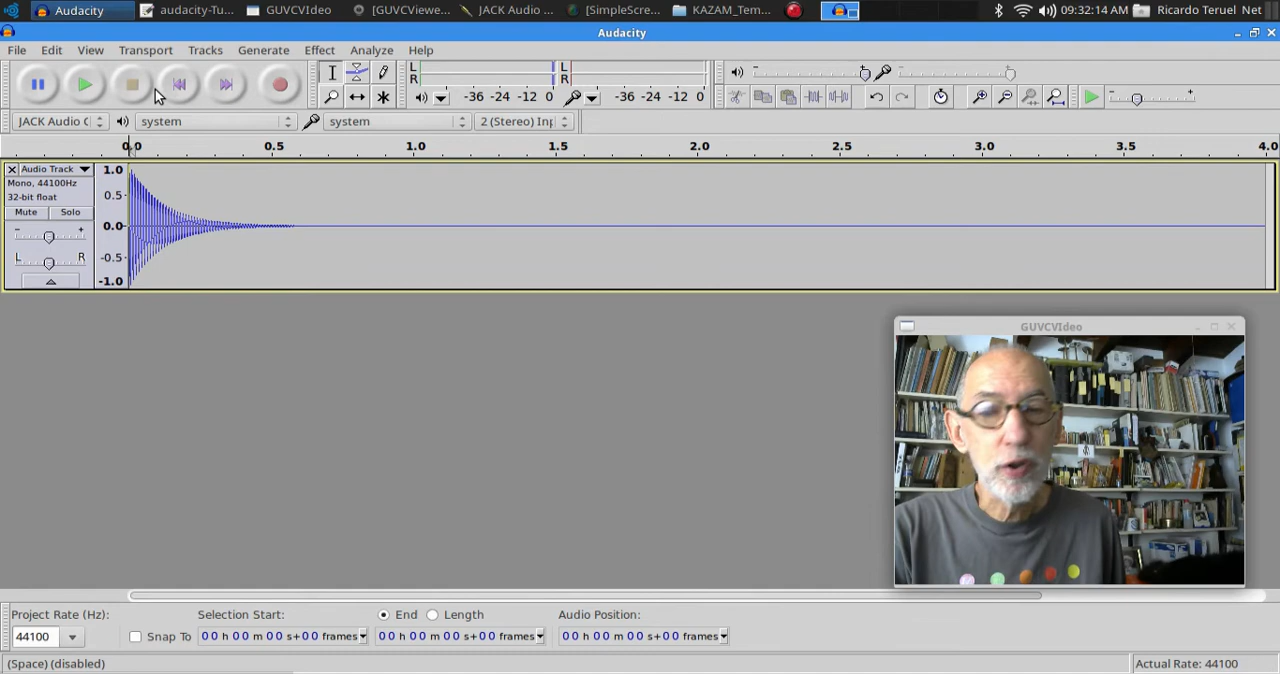 Audacity audacity-Tu... GUVCVIdeo [GUVCViewe... JACK Audio ... [SimpleScre... KAZAM_Tem... 09:32:14 AM Ricardo Teruel Net
Audacity
File Edit View Transport Tracks Generate Effect Analyze Help
L
R
L
R
-36 -24 -12 0
-36 -24 -12 0
JACK Audio C system system 2 (Stereo) Inp
0.0 0.5 1.0 1.5 2.0 2.5 3.0 3.5 4.0
Audio Track
Mono, 44100Hz
32-bit float
Mute Solo
- +
L R
1.0
0.5
0.0
-0.5
-1.0
GUVCVIdeo
Project Rate (Hz): Selection Start: End Length Audio Position:
44100 Snap To 00 h 00 m 00 s+00 frames 00 h 00 m 00 s+00 frames 00 h 00 m 00 s+00 frames
(Space) (disabled) Actual Rate: 44100